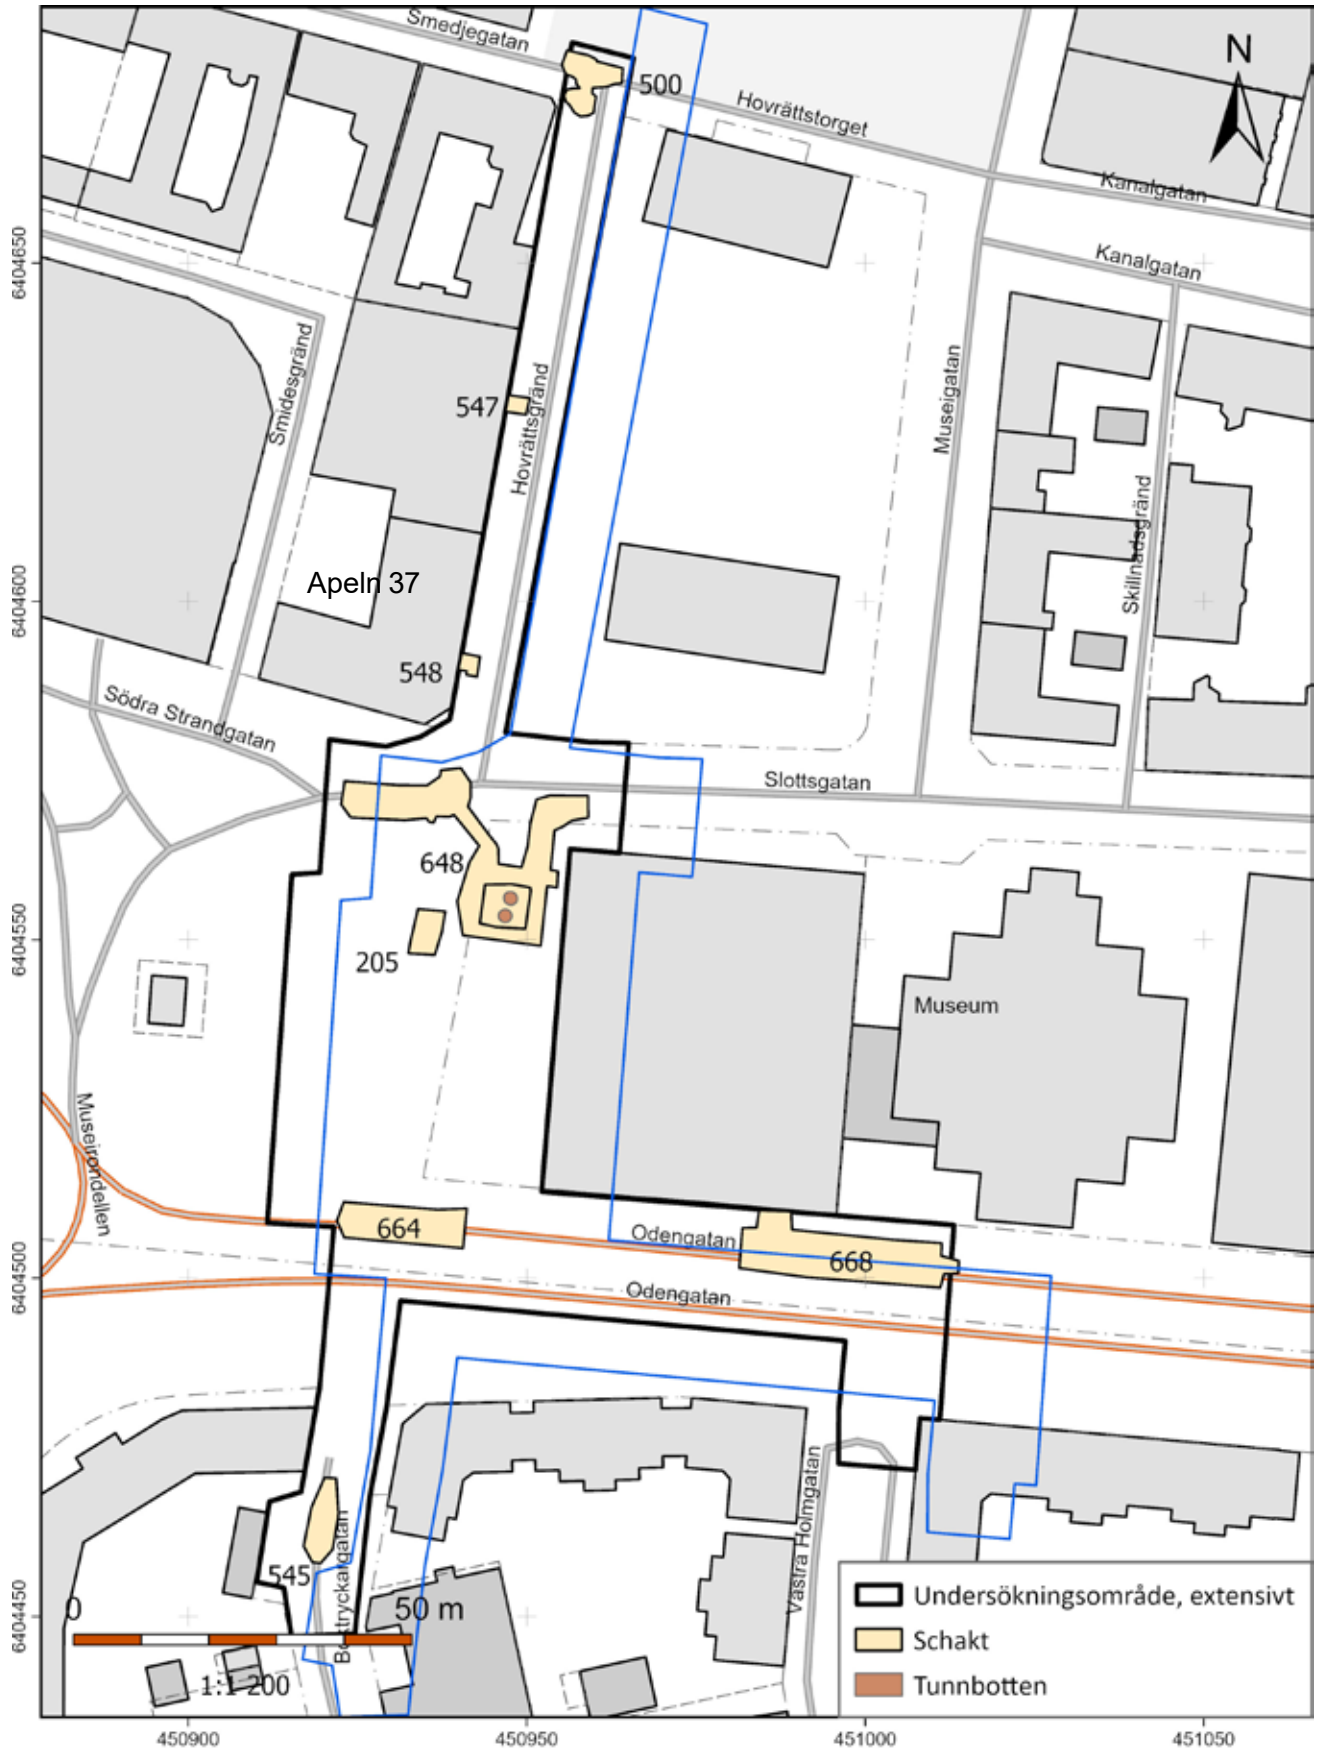 Smedjegatan
N
500
Hovrättstorget
Kanalgatan
Kanalgatan
6404650
Smidesgränd
547
Hovrättsgränd
Museigatan
Skillnadsgränd
6404600
Apeln 37
548
Södra Strandgatan
Slottsgatan
648
6404550
205
Museum
Museirondellen
664
Odengatan
668
6404500
Odengatan
Västra Holmgatan
545
Boktryckargatan
6404450
0
50 m
1:1 200
Undersökningsområde, extensivt
Schakt
Tunnbotten
450900
450950
451000
451050